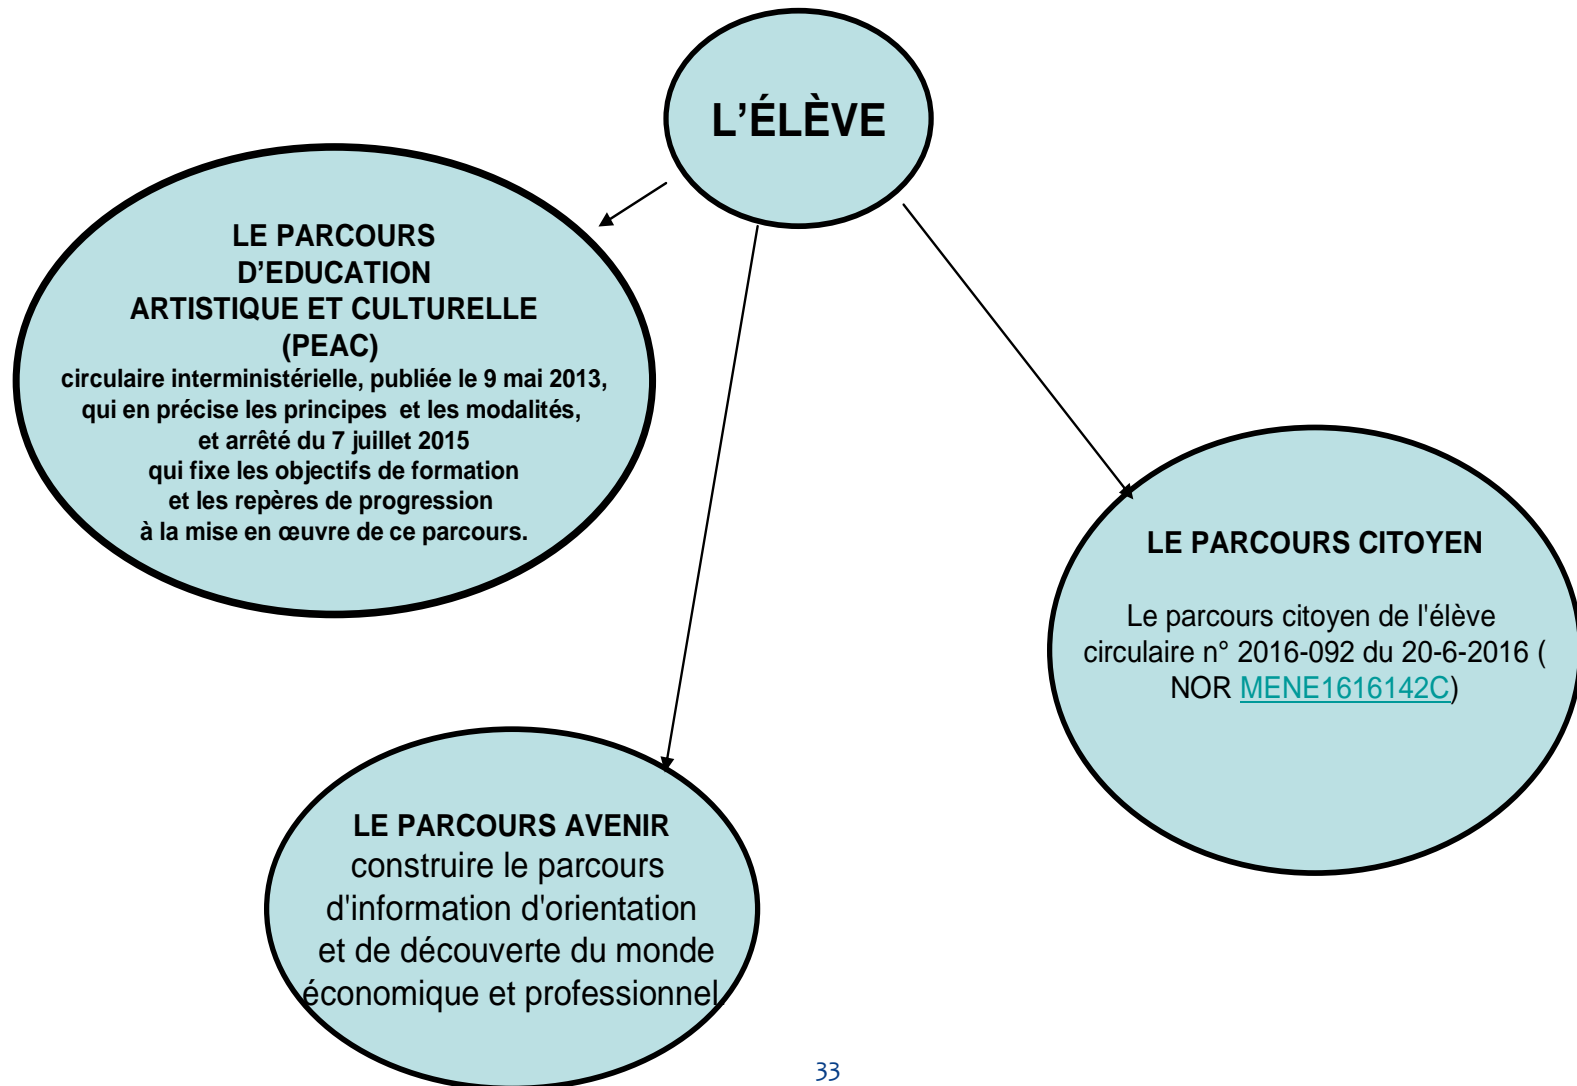 L'ÉLÈVE
LE PARCOURS
D'EDUCATION
ARTISTIQUE ET CULTURELLE
(PEAC)
circulaire interministérielle, publiée le 9 mai 2013,
qui en précise les principes et les modalités,
et arrêté du 7 juillet 2015
qui fixe les objectifs de formation
et les repères de progression
à la mise en œuvre de ce parcours.
LE PARCOURS CITOYEN
Le parcours citoyen de l'élève
circulaire n° 2016-092 du 20-6-2016 (
NOR MENE1616142C)
LE PARCOURS AVENIR
construire le parcours
d'information d'orientation
et de découverte du monde
économique et professionnel.
33